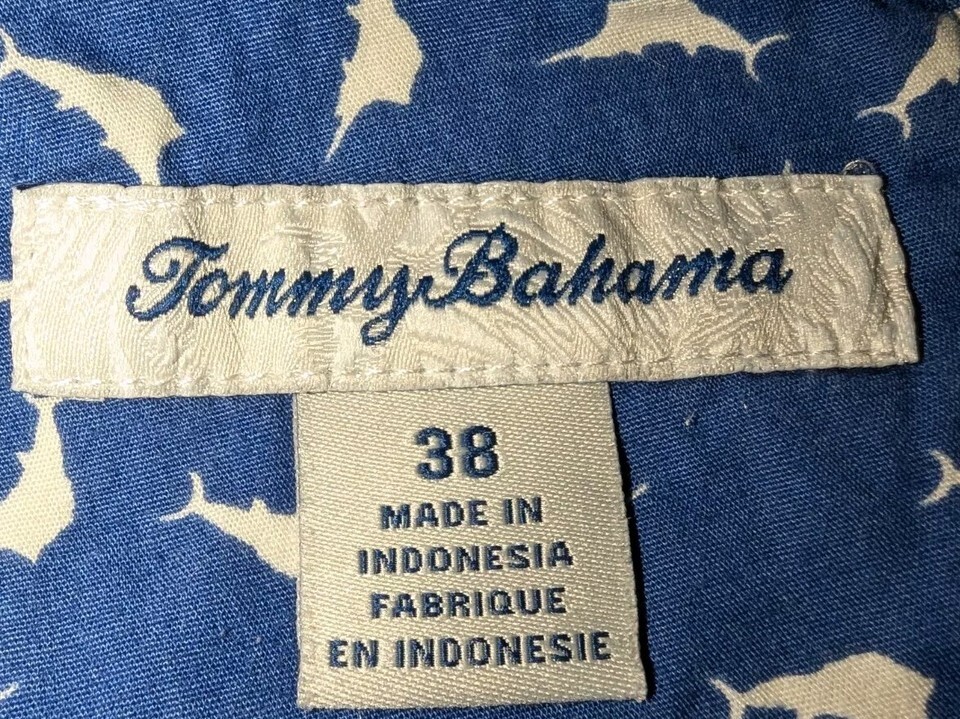 Tommy Bahama
38
MADE IN
INDONESIA
FABRIQUE
EN INDONESIE